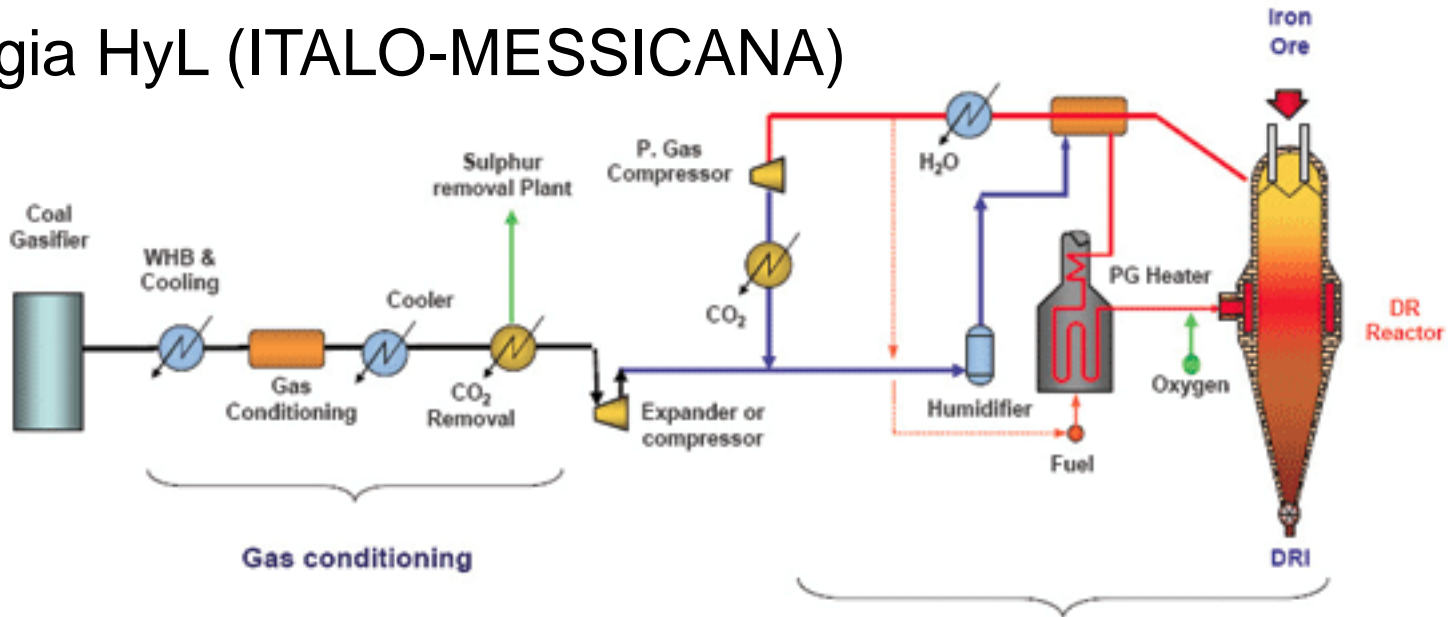 gia HyL (ITALO-MESSICANA)
Iron
Ore
P. Gas
Compressor
H2O
Sulphur
removal Plant
Coal
Gasifier
WHB &
Cooling
Cooler
CO2
PG Heater
DR
Reactor
Gas
Conditioning
CO2
Removal
Expander or
compressor
Humidifier
Oxygen
Fuel
Gas conditioning
DRI